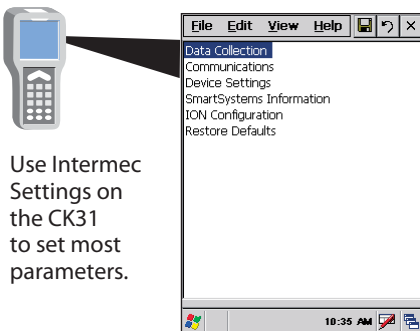 File Edit View Help
Data Collection
Communications
Device Settings
SmartSystems Information
ION Configuration
Restore Defaults
10:35 AM
Use Intermec
Settings on
the CK31
to set most
parameters.